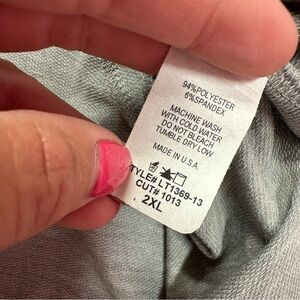 94%POLYESTER
6%SPANDEX
MACHINE WASH
WITH COLD WATER
DO NOT BLEACH
TUMBLE DRY LOW
MADE IN U.S.A.
TYLE# LT1369-13
CUT# 1013
2XL